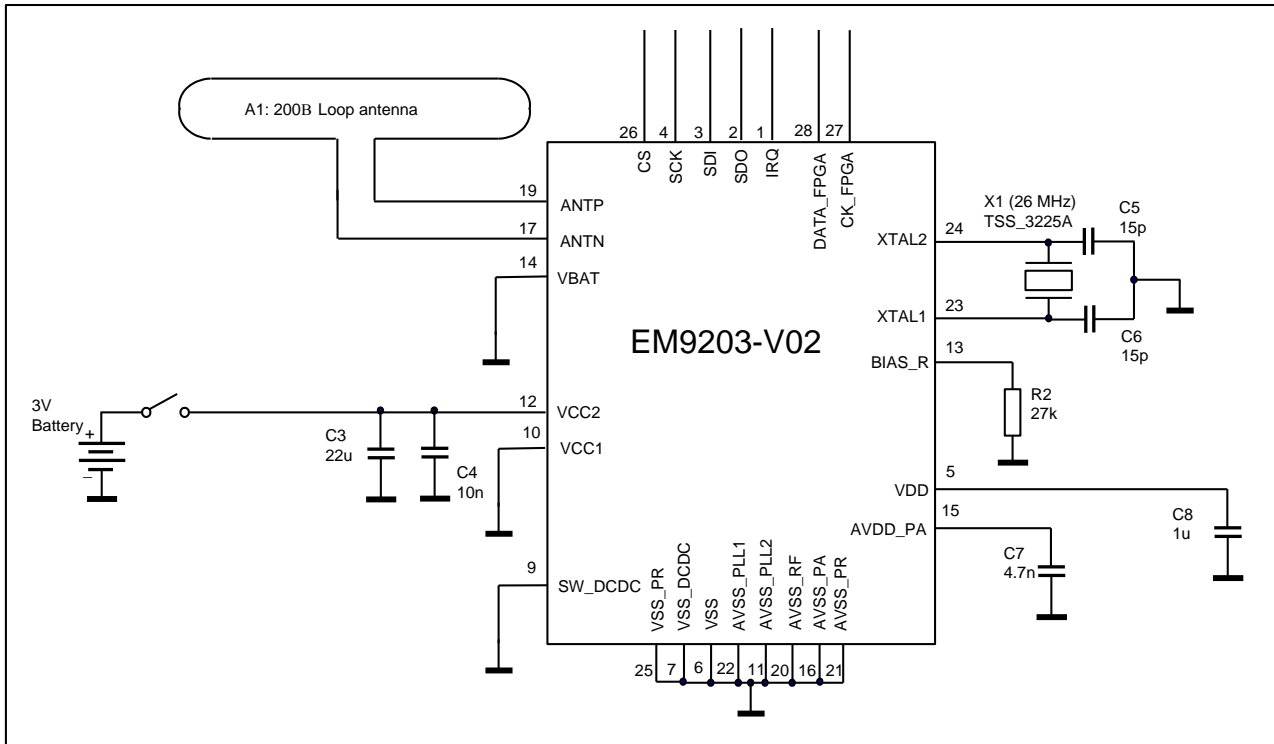 A1: 200B Loop antenna
26
4
3
2
1
28
27
CS
SCK
SDI
SDO
IRQ
DATA_FPGA
CK_FPGA
19
ANTP
17
ANTN
14
VBAT
X1 (26 MHz)
TSS_3225A
C5
15p
24
XTAL2
23
XTAL1
C6
15p
EM9203-V02
13
BIAS_R
R2
27k
3V
Battery
+
–
12
VCC2
10
VCC1
C3
22u
C4
10n
5
VDD
15
AVDD_PA
C8
1u
C7
4.7n
9
SW_DCDC
VSS_PR
VSS_DCDC
VSS
AVSS_PLL1
AVSS_PLL2
AVSS_RF
AVSS_PA
AVSS_PR
25
7
6
22
11
20
16
21